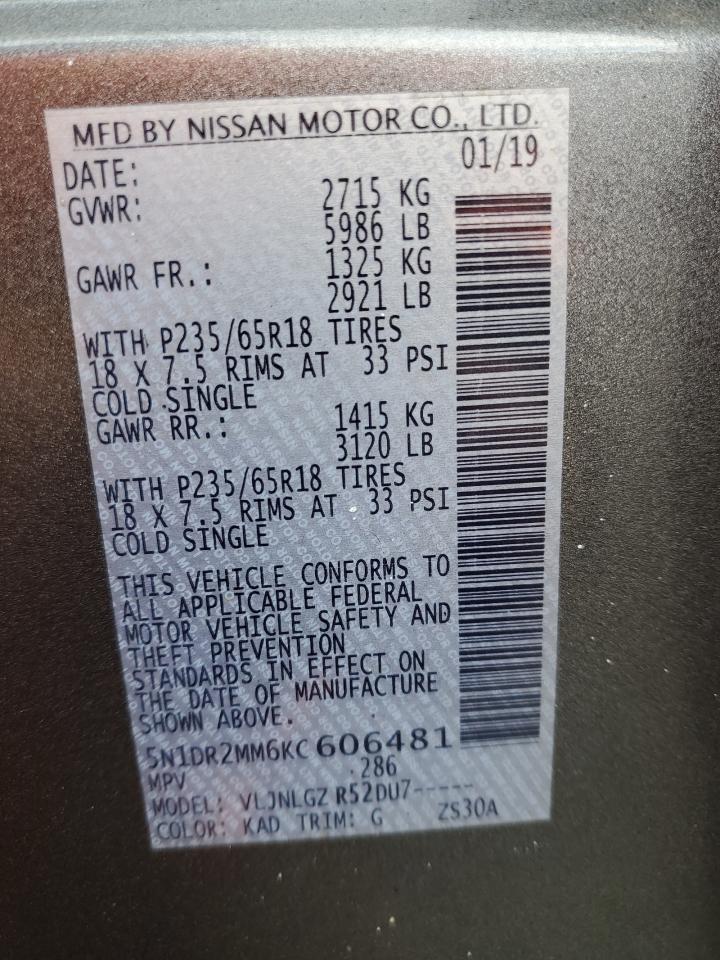 MFD BY NISSAN MOTOR CO., LTD.
DATE: 01/19
GVWR: 2715 KG
5986 LB
GAWR FR.: 1325 KG
2921 LB
WITH P235/65R18 TIRES
18 X 7.5 RIMS AT 33 PSI
COLD SINGLE
GAWR RR.: 1415 KG
3120 LB
WITH P235/65R18 TIRES
18 X 7.5 RIMS AT 33 PSI
COLD SINGLE
THIS VEHICLE CONFORMS TO
ALL APPLICABLE FEDERAL
MOTOR VEHICLE SAFETY AND
THEFT PREVENTION
STANDARDS IN EFFECT ON
THE DATE OF MANUFACTURE
SHOWN ABOVE.
5N1DR2MM6KC606481
MPV 286
MODEL: VLJNLGZ R52DU7-----
COLOR: KAD TRIM: G ZS30A